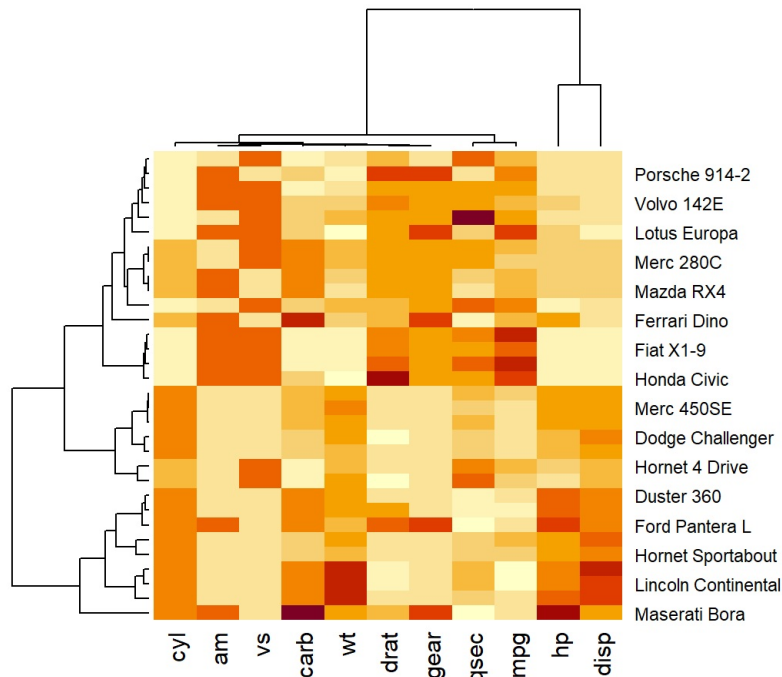 Porsche 914-2
Volvo 142E
Lotus Europa
Merc 280C
Mazda RX4
Ferrari Dino
Fiat X1-9
Honda Civic
Merc 450SE
Dodge Challenger
Hornet 4 Drive
Duster 360
Ford Pantera L
Hornet Sportabout
Lincoln Continental
Maserati Bora
cyl
am
vs
carb
wt
drat
gear
qsec
mpg
hp
disp